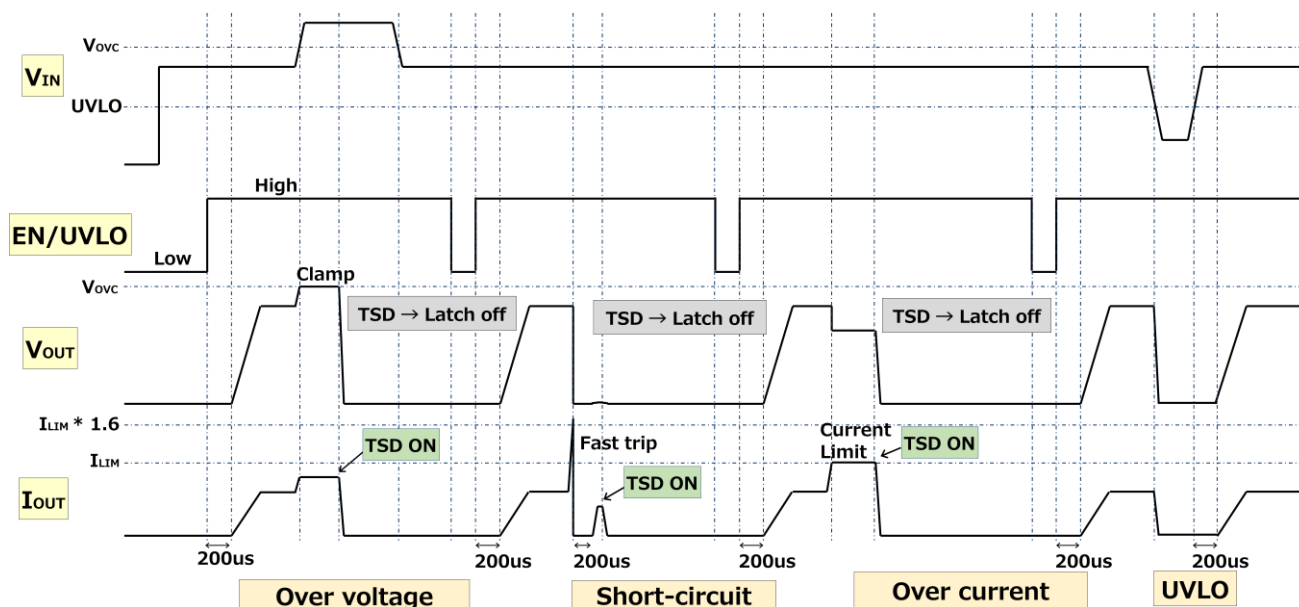 VOVC
VIN
UVLO
High
EN/UVLO
Low
Clamp
VOVC
TSD → Latch off
TSD → Latch off
TSD → Latch off
VOUT
ILIM * 1.6
Fast trip
Current
Limit
TSD ON
TSD ON
ILIM
TSD ON
IOUT
200us
200us
200us
200us
200us
200us
Over voltage
Short-circuit
Over current
UVLO